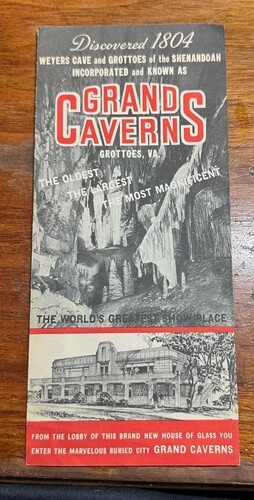 Discovered 1804
WEYERS CAVE and GROTTOES of the SHENANDOAH
INCORPORATED and KNOWN AS
GRAND
CAVERNS
GROTTOES, VA.
THE OLDEST
THE LARGEST
THE MOST MAGNIFICENT
THE WORLD'S GREATEST SHOW PLACE
FROM THE LOBBY OF THIS BRAND NEW HOUSE OF GLASS YOU
ENTER THE MARVELOUS BURIED CITY GRAND CAVERNS